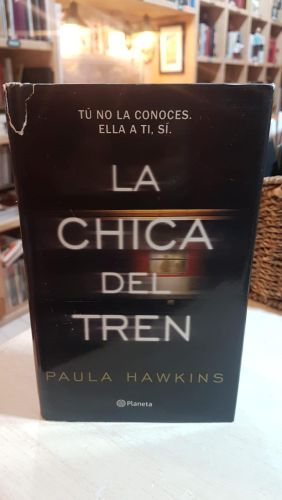 TÚ NO LA CONOCES.
ELLA A TI, SÍ.
LA
CHICA
DEL
TREN
PAULA HAWKINS
Planeta